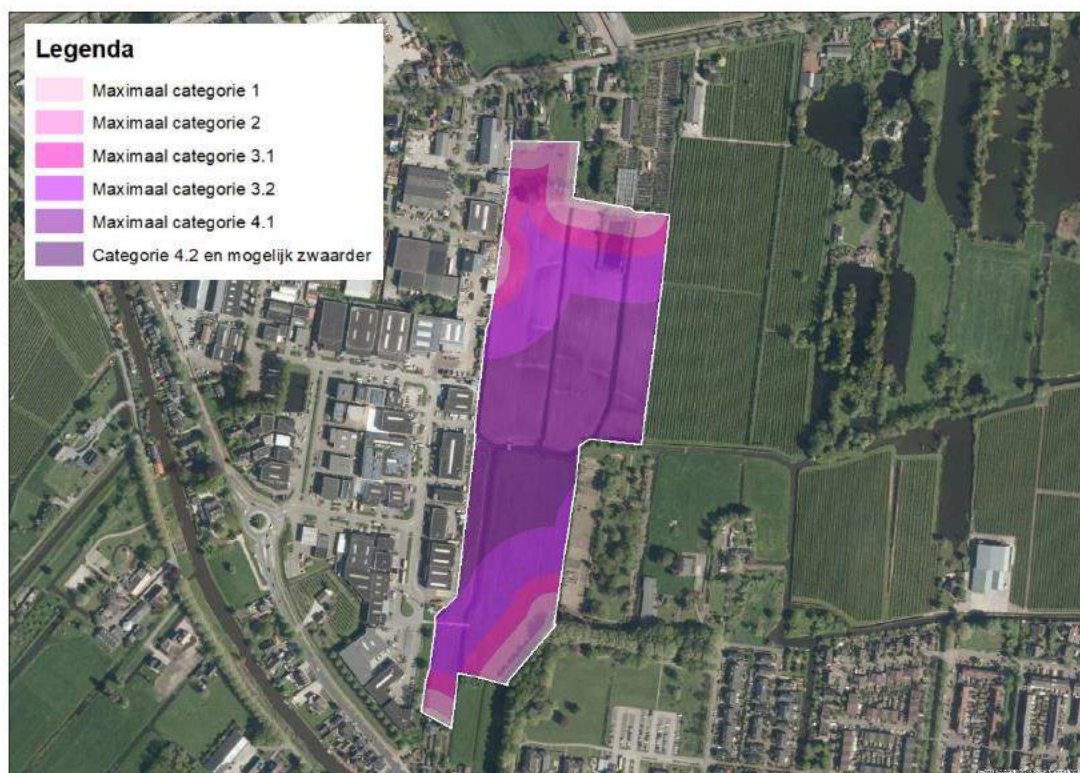 Legenda
Maximaal categorie 1
Maximaal categorie 2
Maximaal categorie 3.1
Maximaal categorie 3.2
Maximaal categorie 4.1
Categorie 4.2 en mogelijk zwaarder